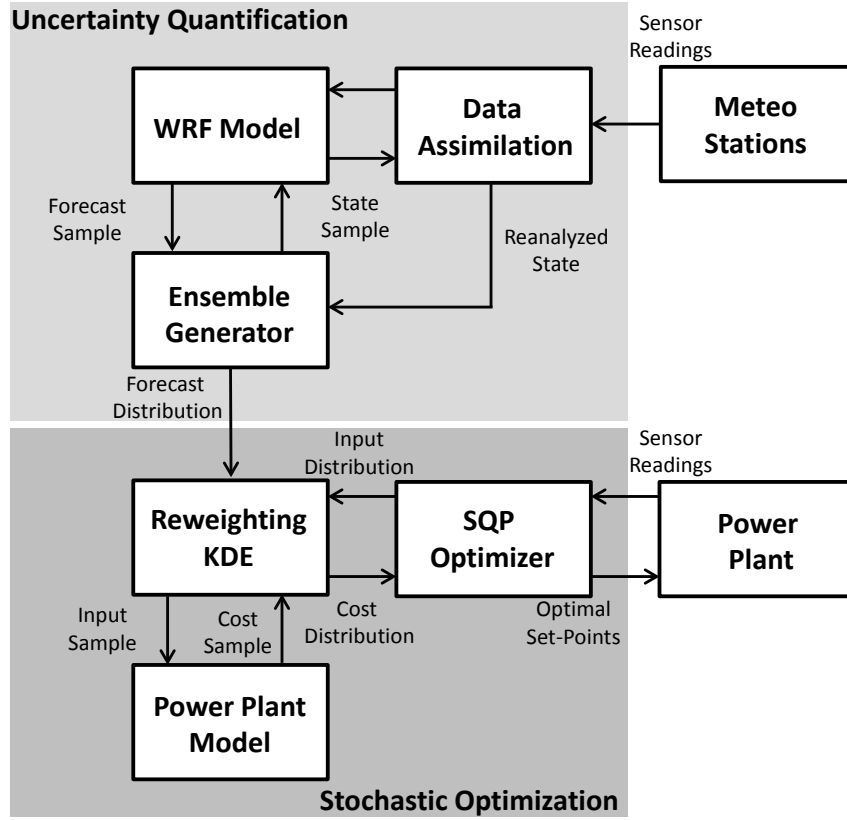 Uncertainty Quantification
Sensor
Readings
WRF Model
Data
Assimilation
Meteo
Stations
Forecast
Sample
State
Sample
Reanalyzed
State
Ensemble
Generator
Forecast
Distribution
Input
Distribution
Sensor
Readings
Reweighting
KDE
SQP
Optimizer
Power
Plant
Input
Sample
Cost
Sample
Cost
Distribution
Optimal
Set-Points
Power Plant
Model
Stochastic Optimization